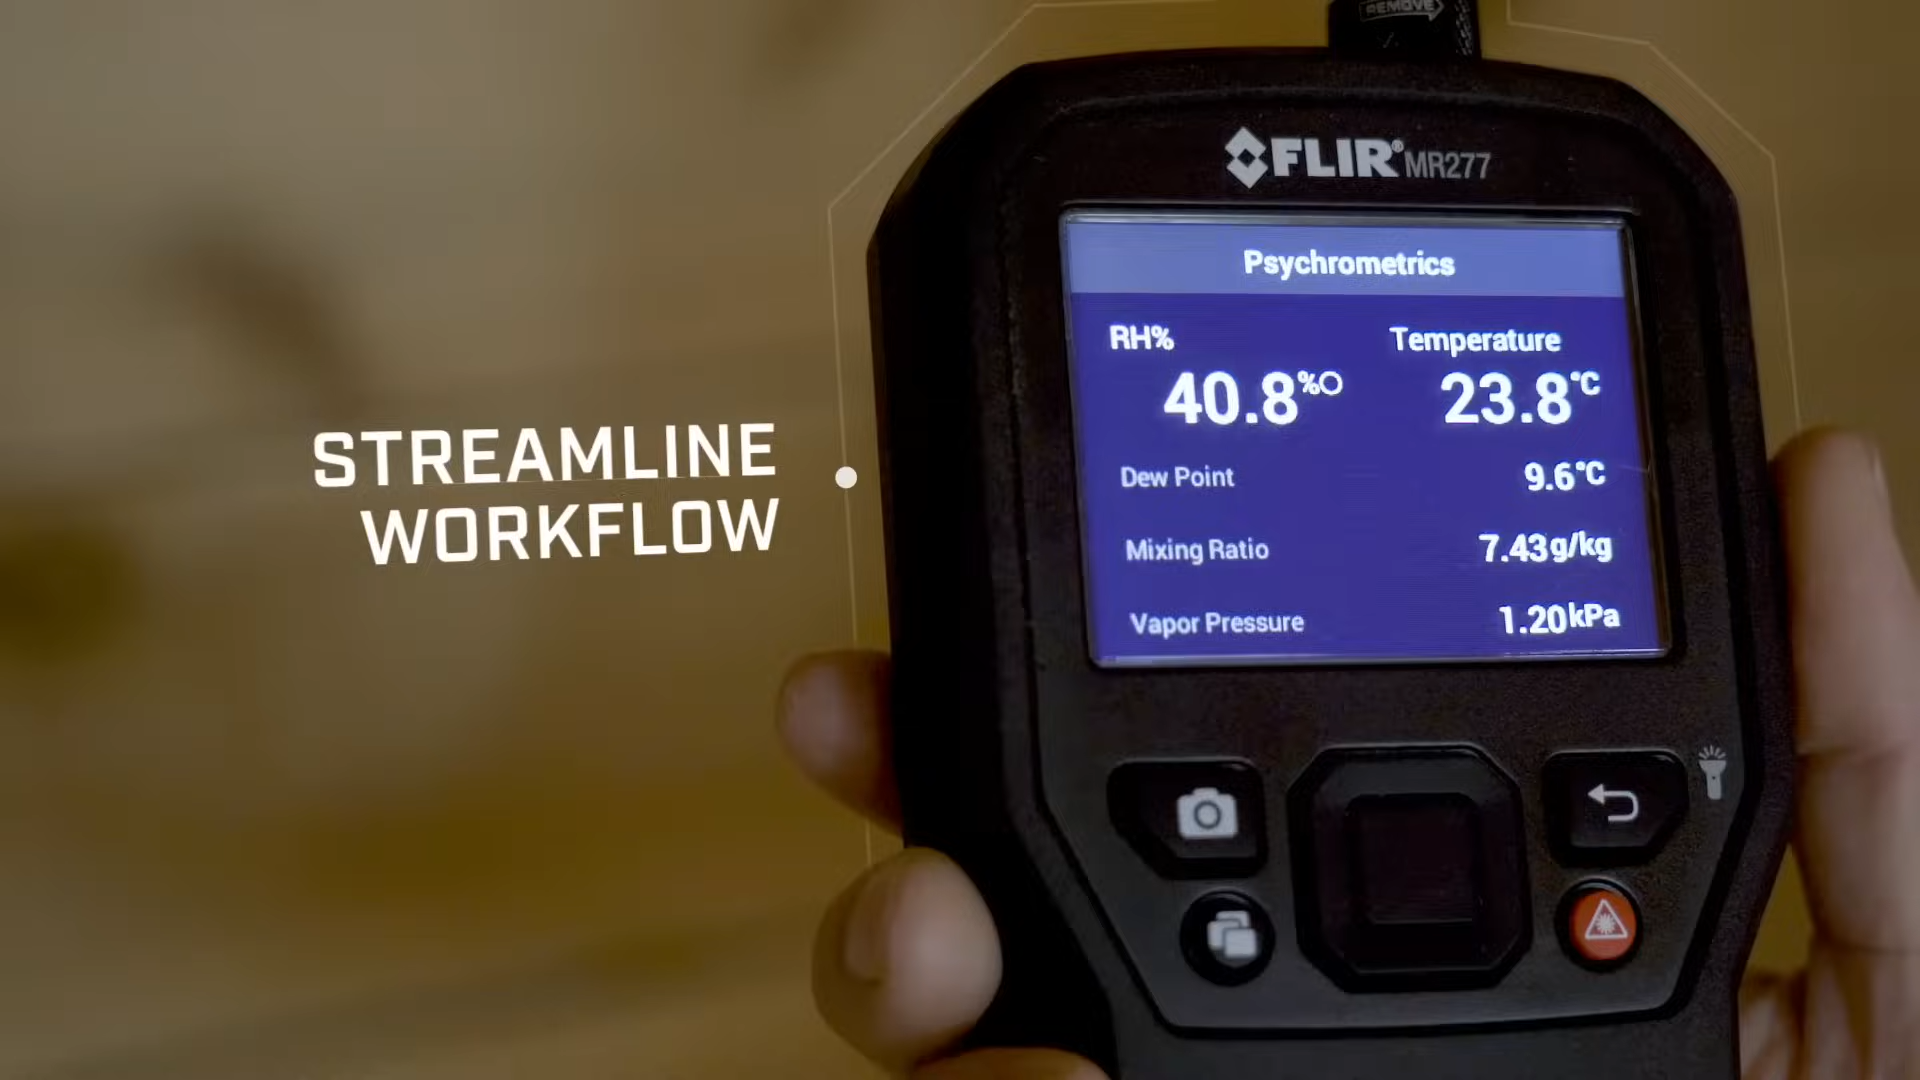 REMOVE
FLIR® MR277
Psychrometrics
RH% Temperature
40.8% 23.8°C
Dew Point 9.6°C
Mixing Ratio 7.43g/kg
Vapor Pressure 1.20kPa
STREAMLINE
WORKFLOW